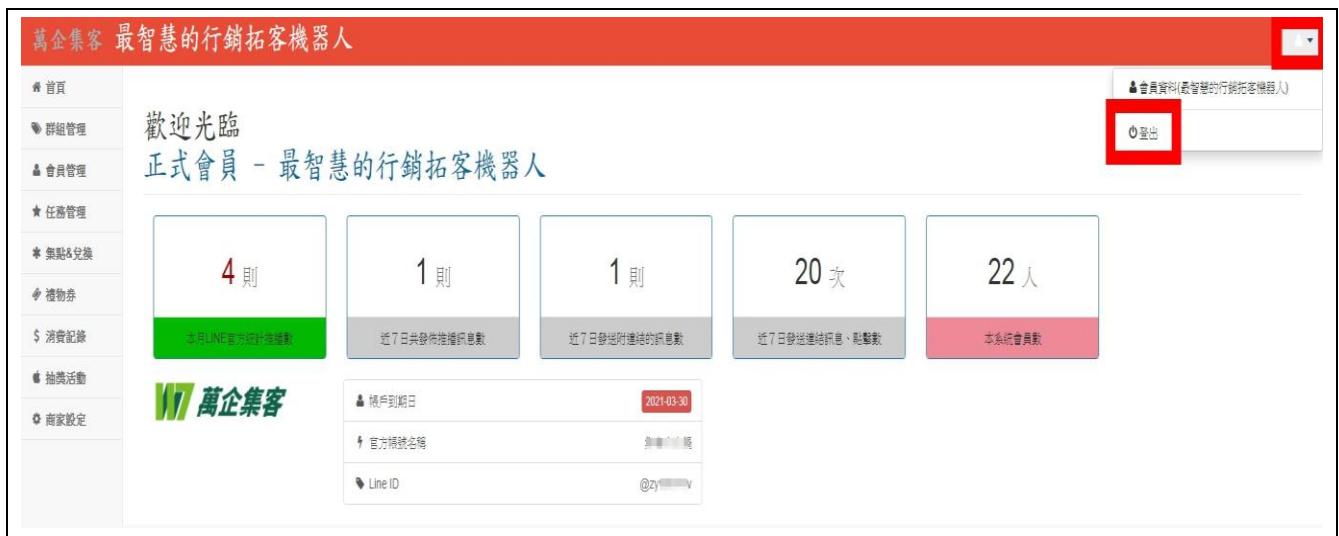 萬企集客 最智慧的行銷拓客機器人
會員資料(最智慧的行銷拓客機器人)
登出
首頁
群組管理
會員管理
任務管理
集點&兌換
禮物券
消費記錄
抽獎活動
商家設定
歡迎光臨
正式會員 - 最智慧的行銷拓客機器人
4 則
本月LINE官方統計推播數
1 則
近7日共發佈推播訊息數
1 則
近7日發送附連結的訊息數
20 次
近7日發送連結訊息、點擊數
22 人
本系統會員數
萬企集客
帳戶到期日 2021-03-30
官方帳號名稱
Line ID @zy